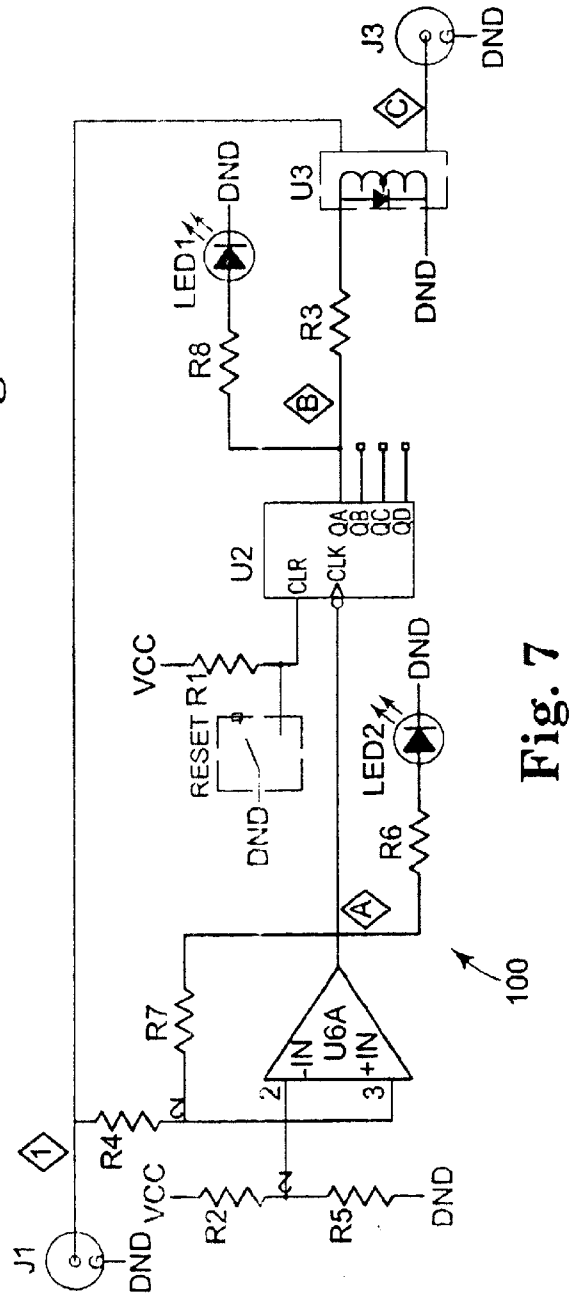 J1
G
DND
1
R4
R7
VCC
R2
R5
DND
2
-IN
U6A
+IN
3
A
R6
LED2
DND
100
RESET
DND
VCC
R1
U2
CLR
CLK
QA
QB
QC
QD
B
R8
LED1
DND
R3
U3
DND
C
J3
G
DND
Fig. 7